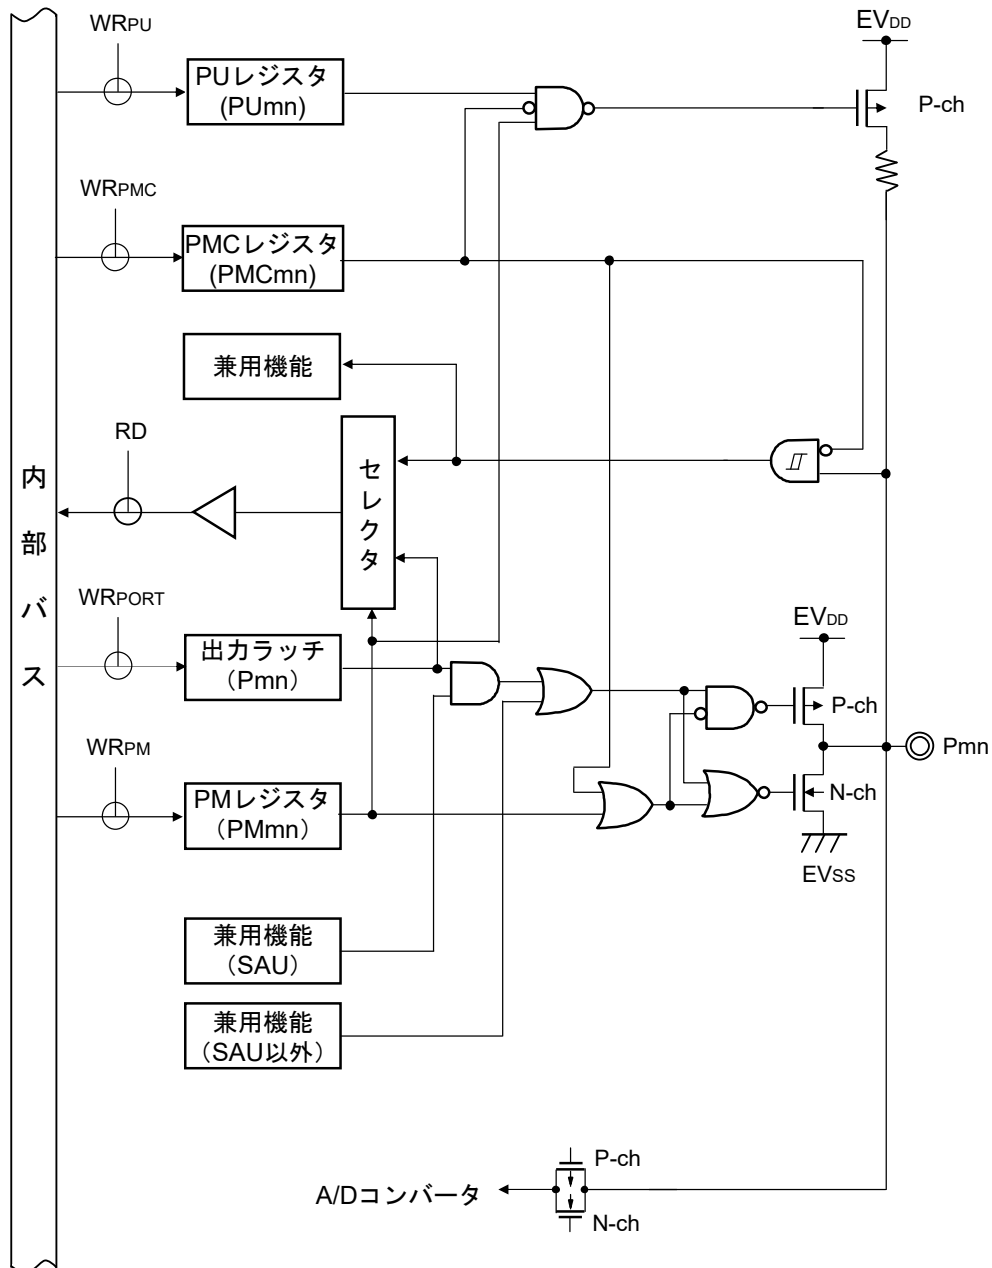 WRPU
EVDD
PUレジスタ
(PUmn)
P-ch
WRPMC
PMCレジスタ
(PMCmn)
兼用機能
RD
セレクタ
内部バス
WRPORT
出力ラッチ
（Pmn）
EVDD
P-ch
Pmn
WRPM
PMレジスタ
（PMmn）
N-ch
EVSS
兼用機能
（SAU）
兼用機能
（SAU以外）
P-ch
A/Dコンバータ
N-ch